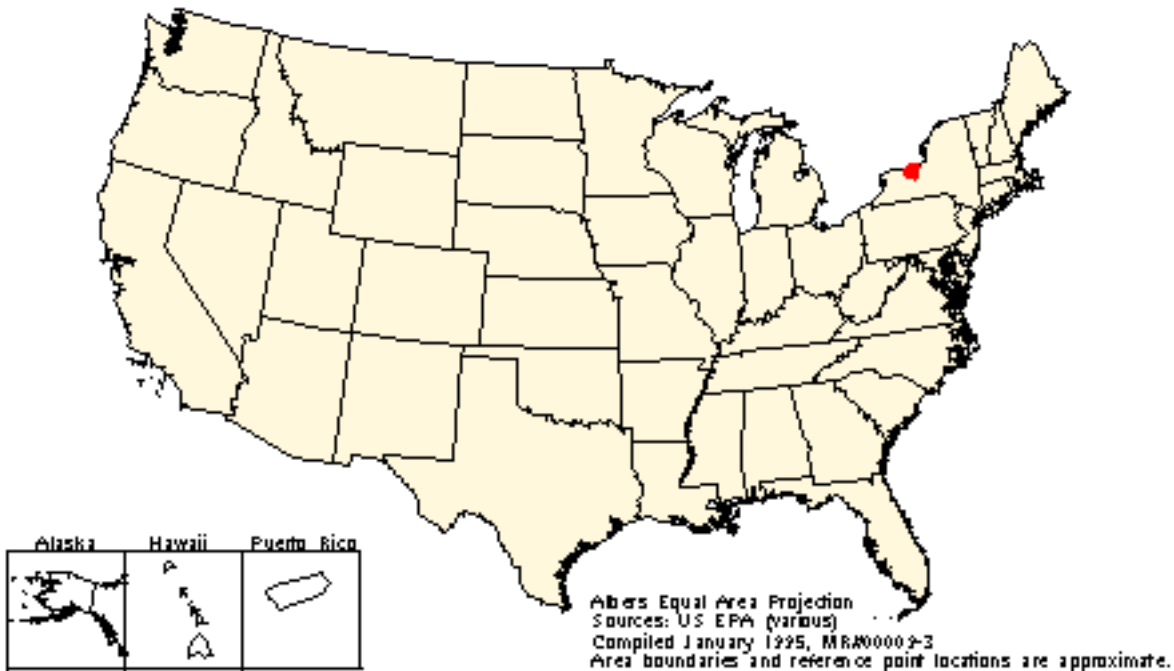 Alaska Hawaii Puerto Rico
Albers Equal Area Projection
Sources: US EPA (various)
Compiled January 1995, MR#00009-3
Area boundaries and reference point locations are approximate.